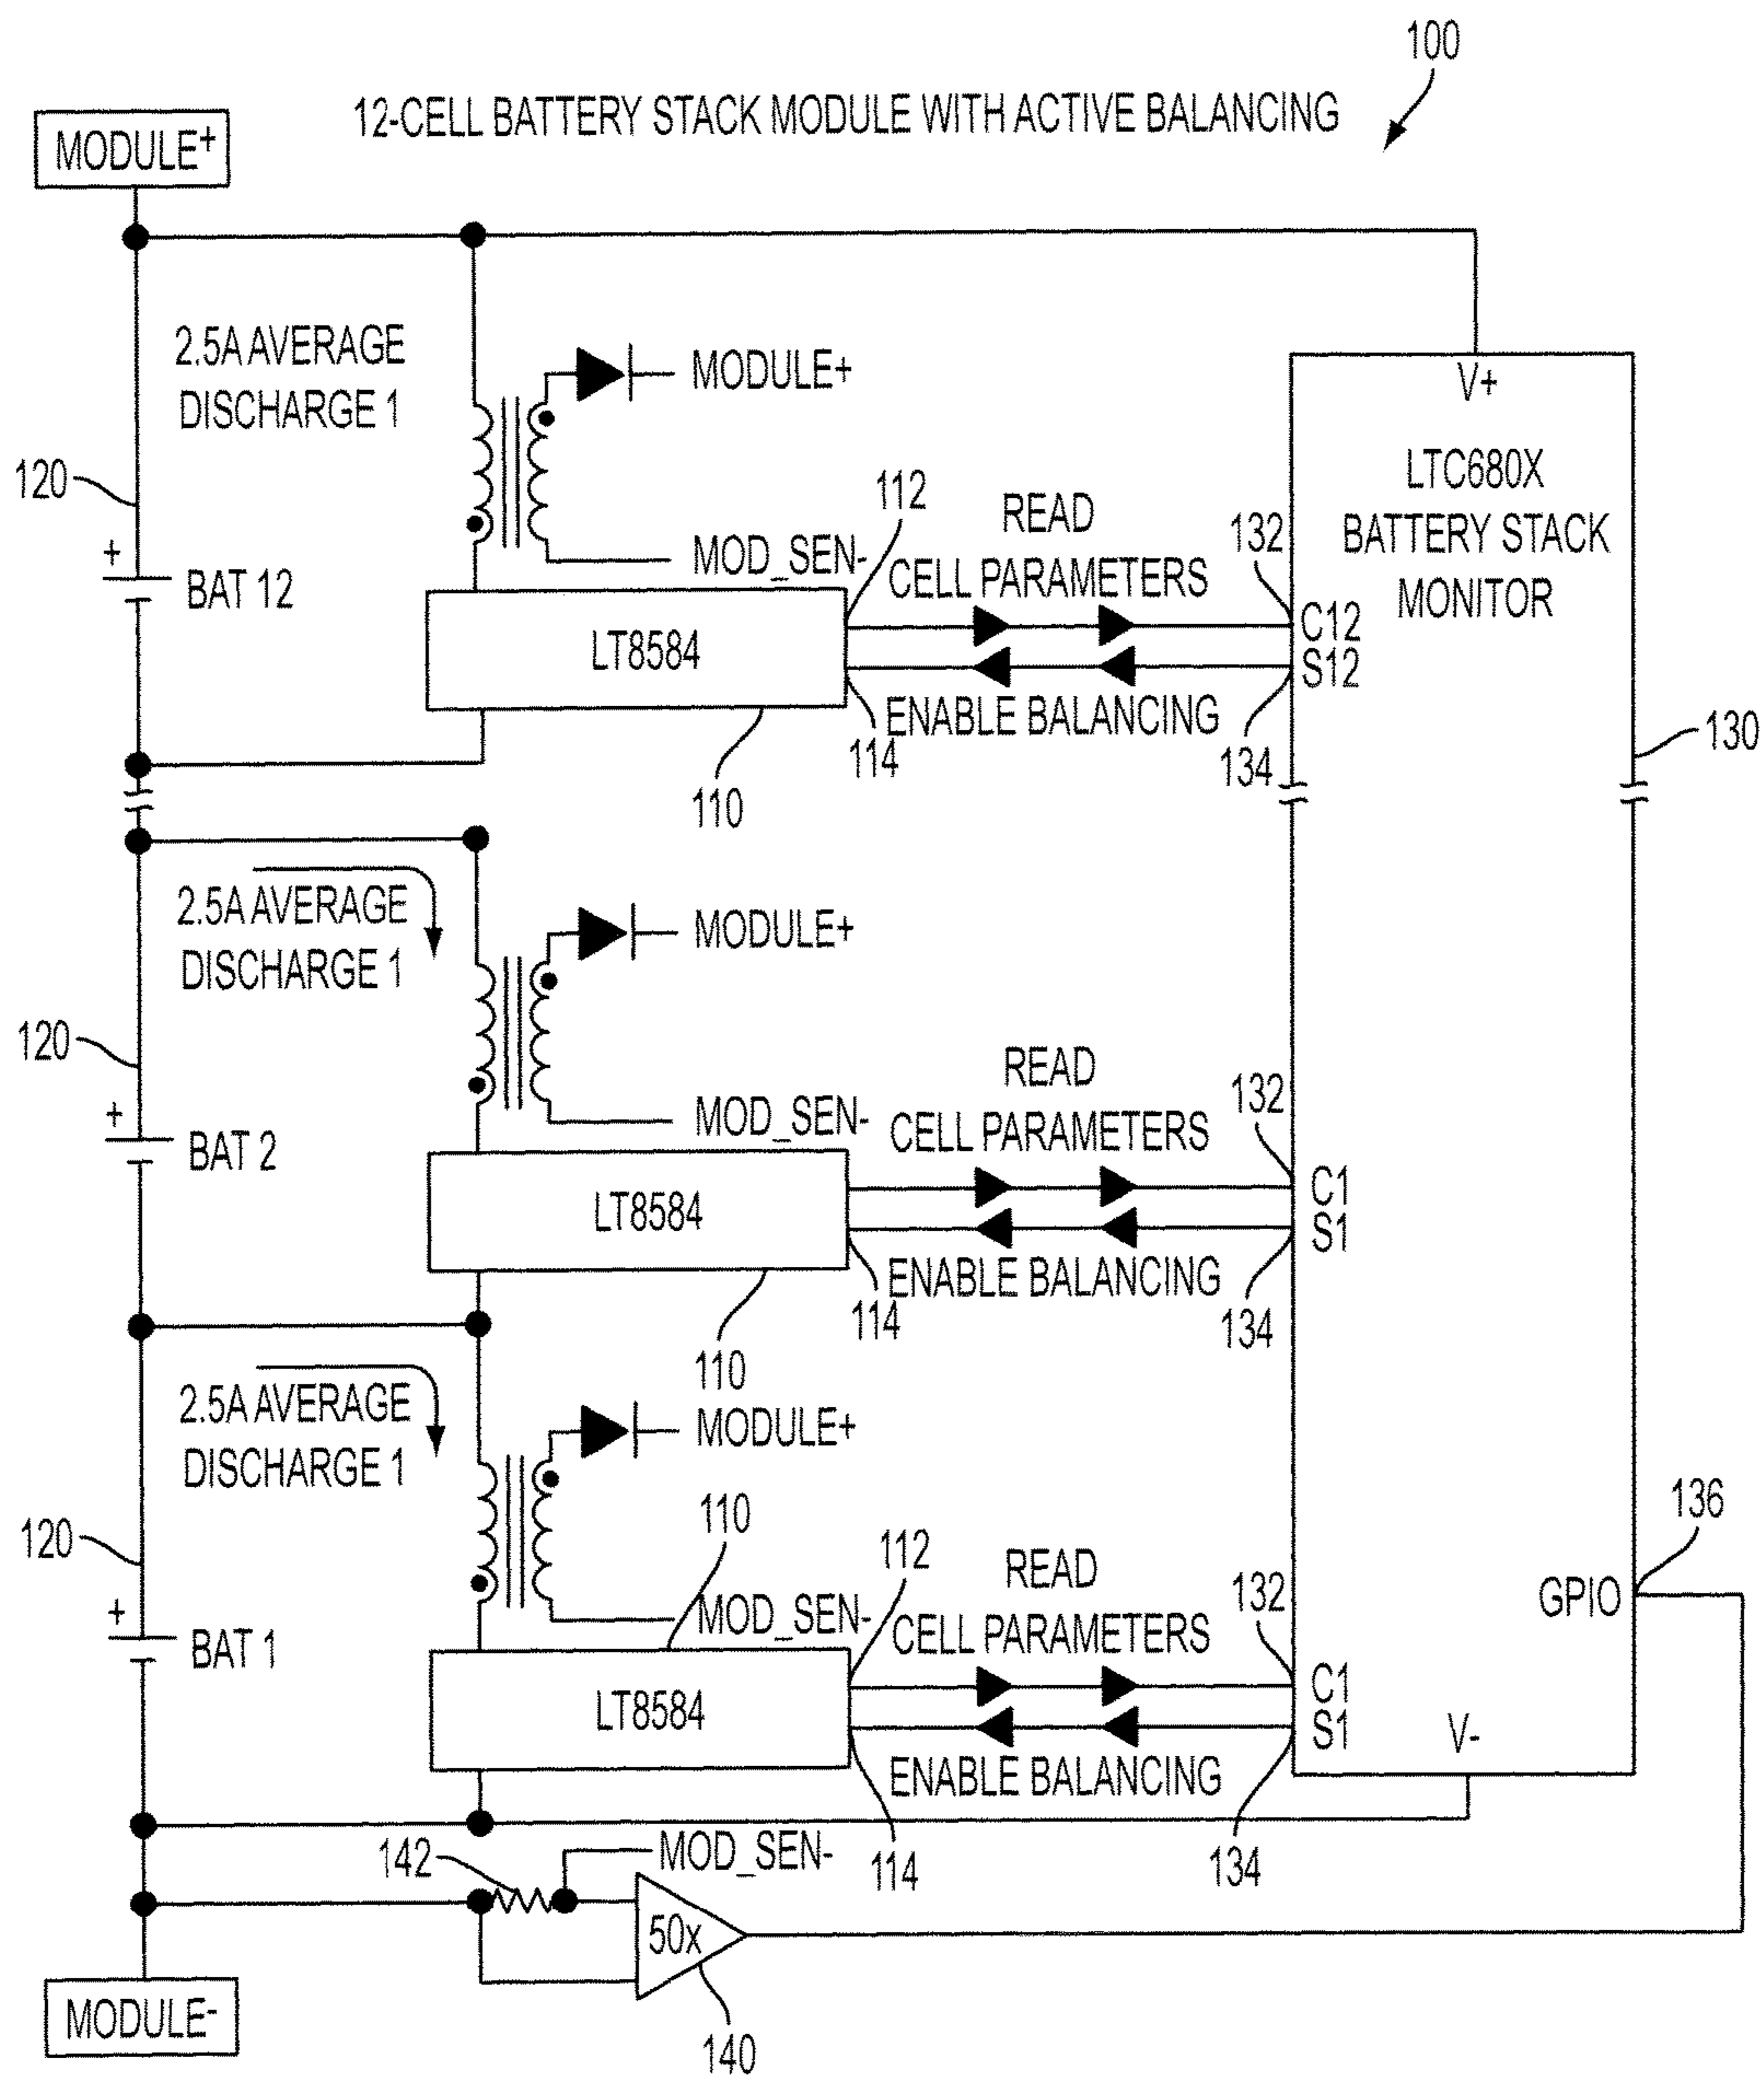 100
12-CELL BATTERY STACK MODULE WITH ACTIVE BALANCING
MODULE+
2.5A AVERAGE
DISCHARGE 1
MODULE+
V+
LTC680X
BATTERY STACK
MONITOR
120
112
READ
CELL PARAMETERS
132
MOD_SEN-
+
BAT 12
LT8584
C12
S12
ENABLE BALANCING
114
134
110
130
2.5A AVERAGE
DISCHARGE 1
MODULE+
120
READ
CELL PARAMETERS
132
MOD_SEN-
+
BAT 2
LT8584
C1
S1
ENABLE BALANCING
114
134
110
2.5A AVERAGE
DISCHARGE 1
MODULE+
120
110
112
READ
CELL PARAMETERS
132
136
GPIO
MOD_SEN-
+
BAT 1
LT8584
C1
S1
V-
ENABLE BALANCING
114
134
142
MOD_SEN-
50x
140
MODULE-